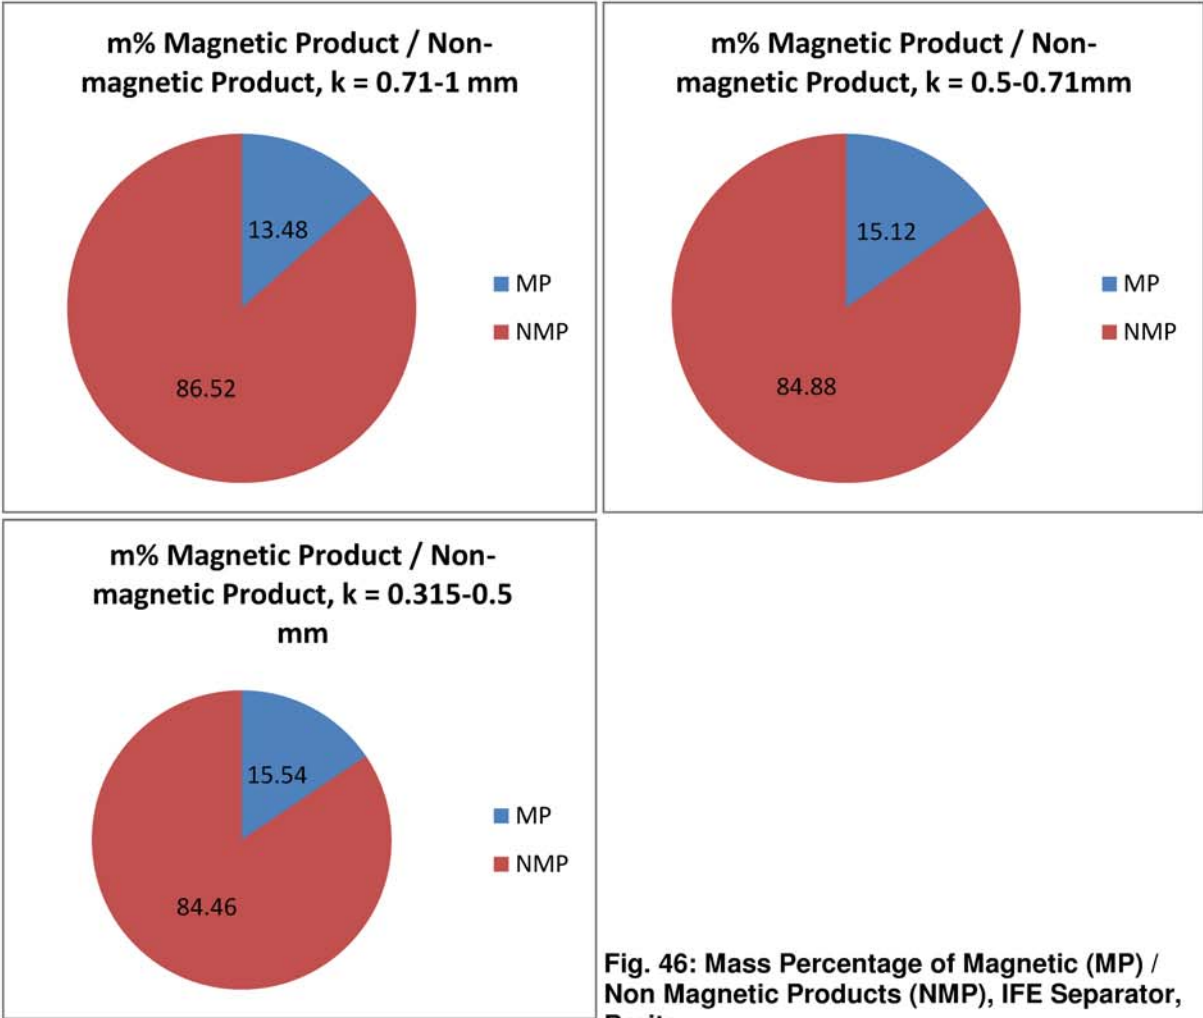 m% Magnetic Product / Non-
magnetic Product, k = 0.71-1 mm
13.48
86.52
MP
NMP
m% Magnetic Product / Non-
magnetic Product, k = 0.5-0.71mm
15.12
84.88
MP
NMP
m% Magnetic Product / Non-
magnetic Product, k = 0.315-0.5
mm
15.54
84.46
MP
NMP
Fig. 46: Mass Percentage of Magnetic (MP) /
Non Magnetic Products (NMP), IFE Separator,